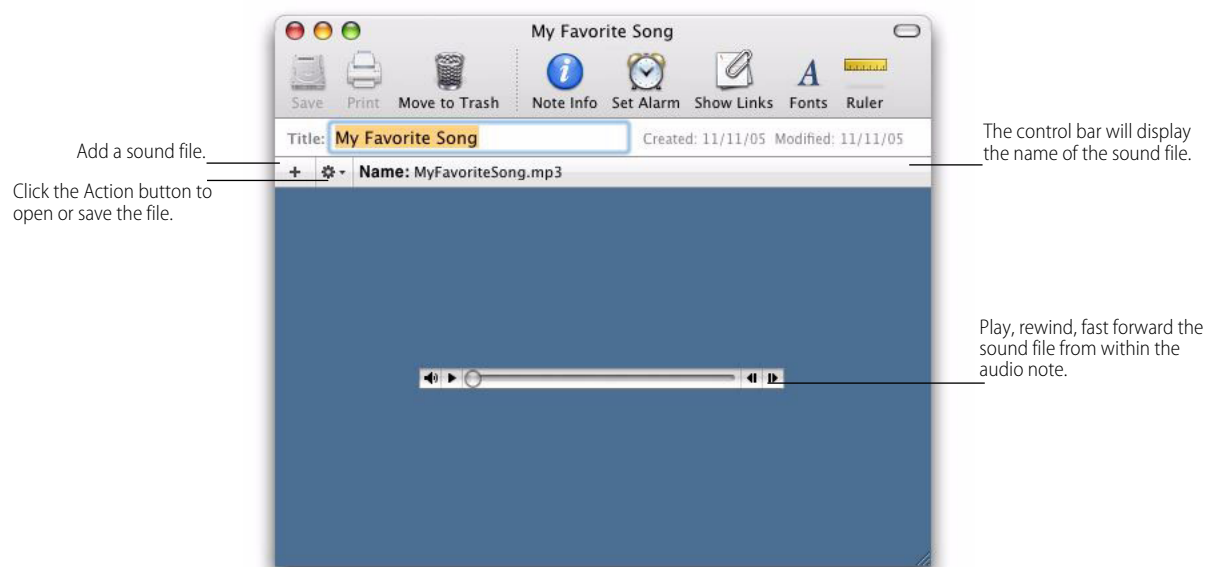 My Favorite Song
Save Print Move to Trash Note Info Set Alarm Show Links Fonts Ruler
Title: My Favorite Song Created: 11/11/05 Modified: 11/11/05
Name: MyFavoriteSong.mp3
Add a sound file.
Click the Action button to
open or save the file.
The control bar will display
the name of the sound file.
Play, rewind, fast forward the
sound file from within the
audio note.